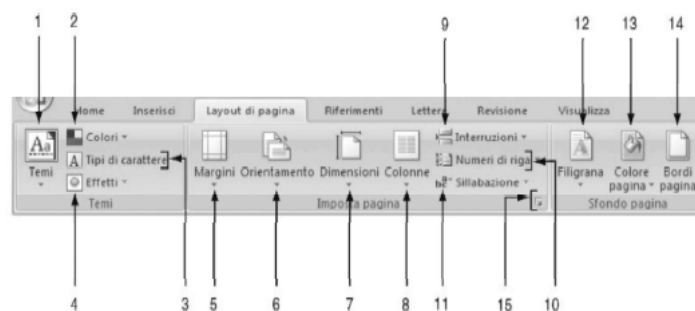 1 2 9 12 13 14
Home Inserisci Layout di pagina Riferimenti Lettere Revisione Visualizza
Temi
Colori
Tipi di carattere
Effetti
Temi
Margini Orientamento Dimensioni Colonne
Interruzioni
Numeri di riga
Sillabazione
Imposta pagina
Filigrana
Colore
pagina
Bordi
pagina
Sfondo pagina
4 3 5 6 7 8 11 15 10